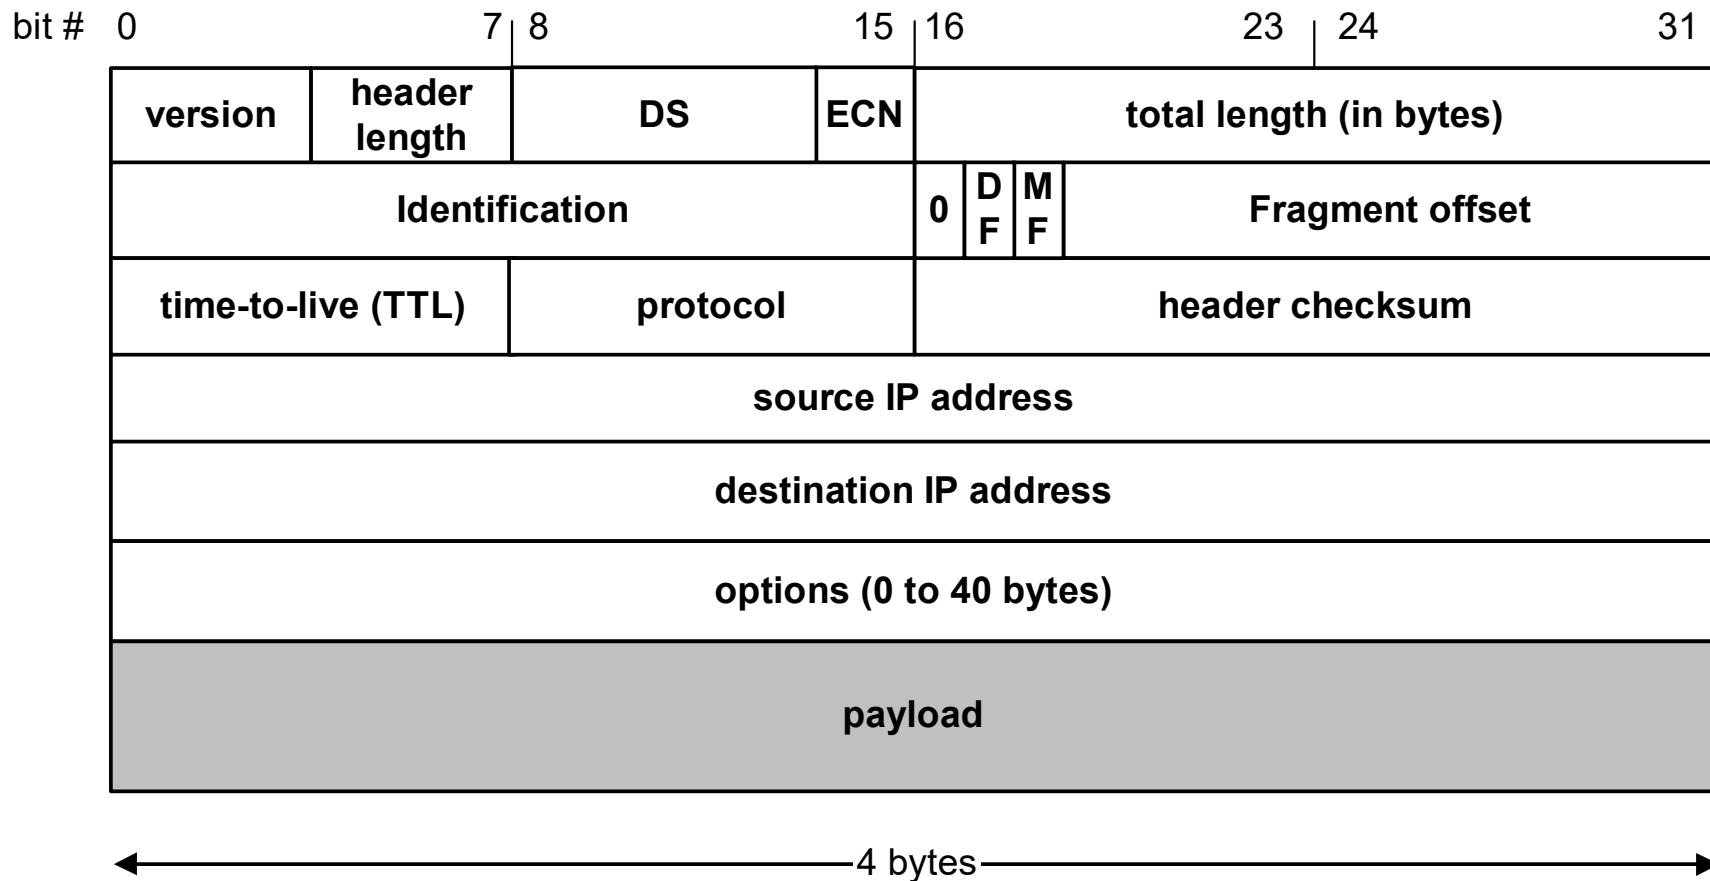 bit # 0 7 8 15 16 23 24 31
version header length DS ECN total length (in bytes)
Identification 0 DF MF Fragment offset
time-to-live (TTL) protocol header checksum
source IP address
destination IP address
options (0 to 40 bytes)
payload
4 bytes